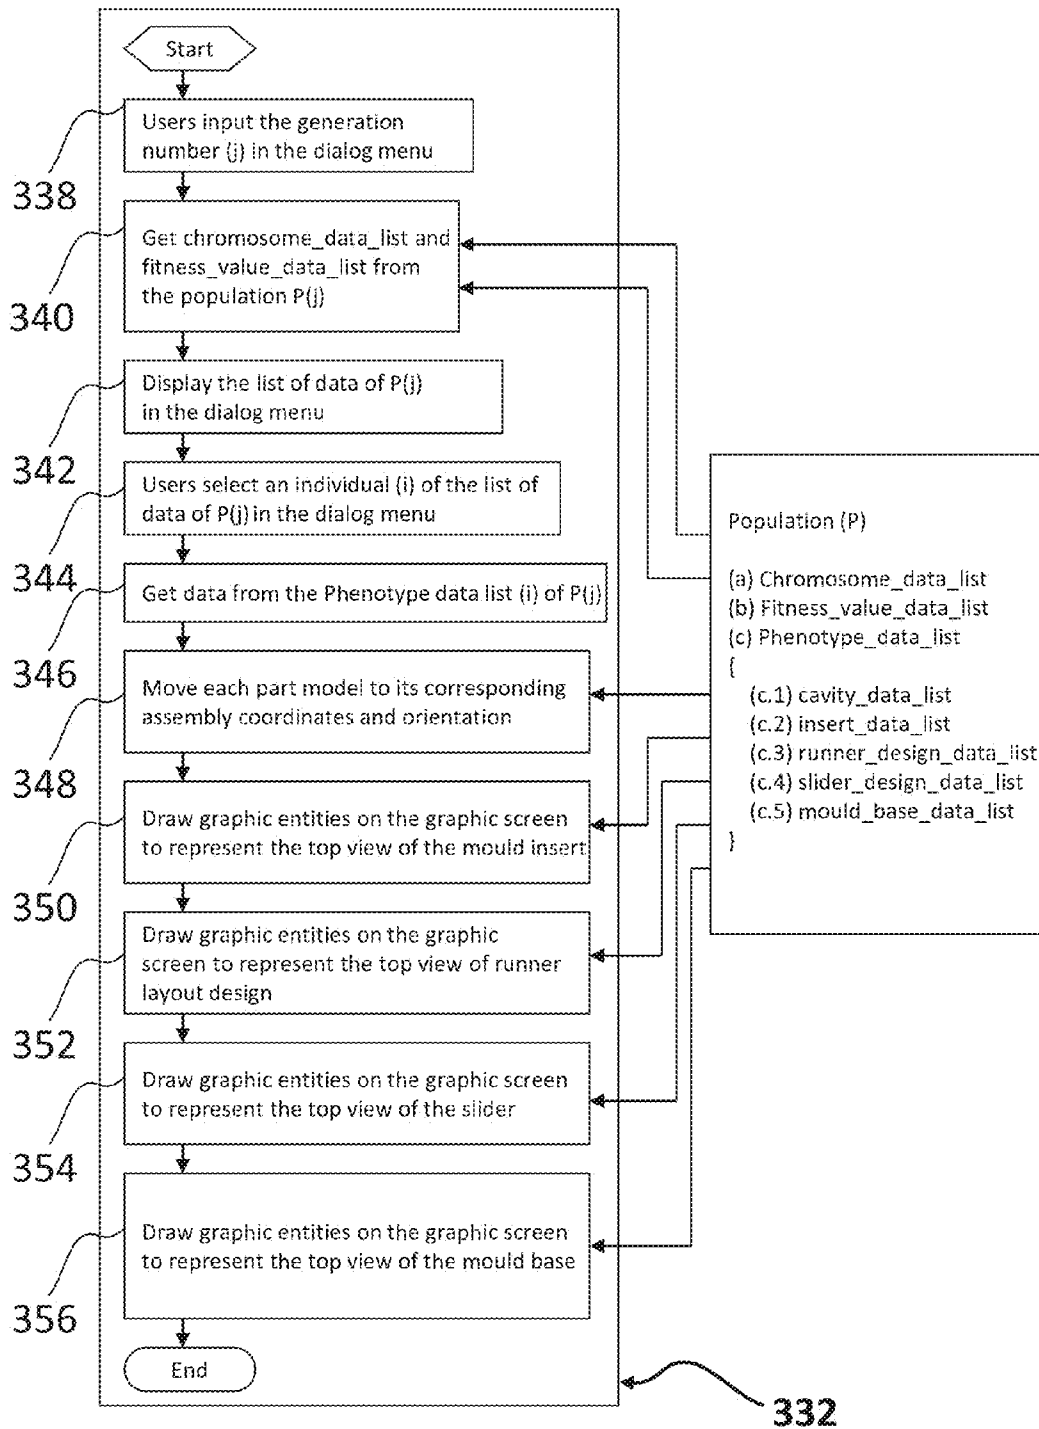 Start
Users input the generation
number (j) in the dialog menu
338
Get chromosome_data_list and
fitness_value_data_list from
the population P(j)
340
Display the list of data of P(j)
in the dialog menu
342
Users select an individual (i) of the list of
data of P(j) in the dialog menu
344
Get data from the Phenotype data list (i) of P(j)
346
Move each part model to its corresponding
assembly coordinates and orientation
348
Draw graphic entities on the graphic screen
to represent the top view of the mould insert
350
Draw graphic entities on the graphic
screen to represent the top view of runner
layout design
352
Draw graphic entities on the graphic screen
to represent the top view of the slider
354
Draw graphic entities on the graphic screen
to represent the top view of the mould base
356
End
Population (P)
(a) Chromosome_data_list
(b) Fitness_value_data_list
(c) Phenotype_data_list
{
(c.1) cavity_data_list
(c.2) insert_data_list
(c.3) runner_design_data_list
(c.4) slider_design_data_list
(c.5) mould_base_data_list
}
332